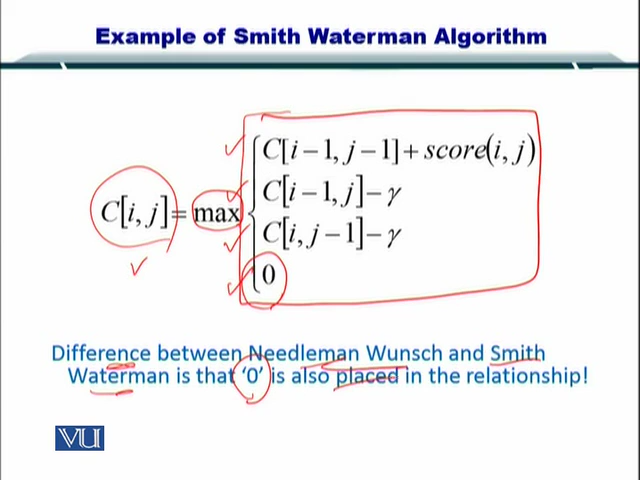 Example of Smith Waterman Algorithm
C[i−1, j−1]+score(i, j)
C[i−1, j]−γ
C[i, j]= max
C[i, j−1]−γ
0
Difference between Needleman Wunsch and Smith
Waterman is that ‘0’ is also placed in the relationship!
VU